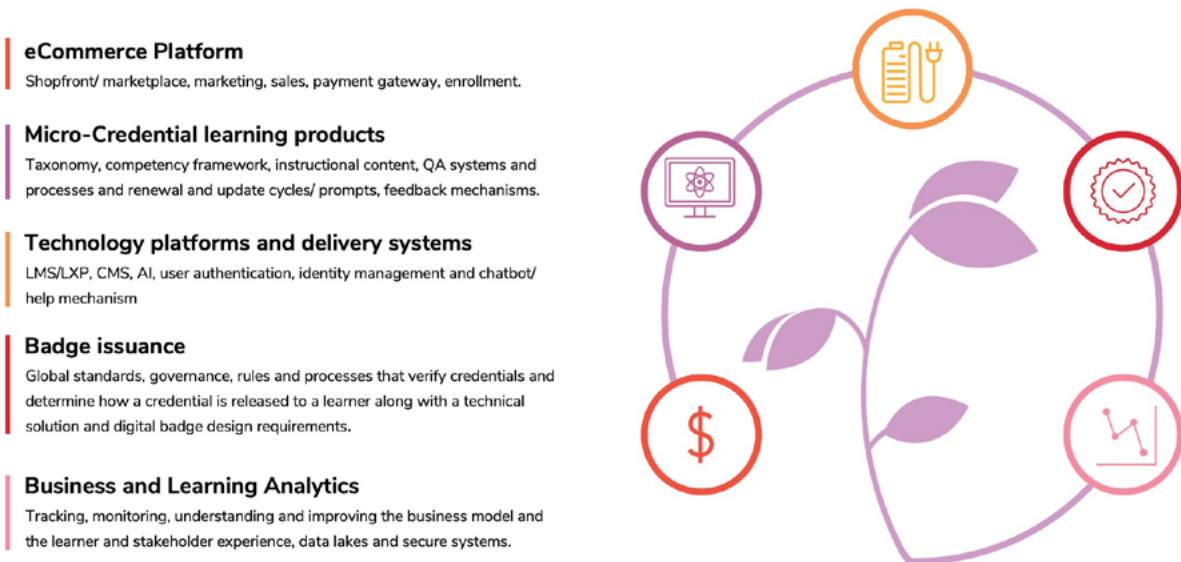 eCommerce Platform
Shopfront/ marketplace, marketing, sales, payment gateway, enrollment.
Micro-Credential learning products
Taxonomy, competency framework, instructional content, QA systems and
processes and renewal and update cycles/ prompts, feedback mechanisms.
Technology platforms and delivery systems
LMS/LXP, CMS, AI, user authentication, identity management and chatbot/
help mechanism
Badge issuance
Global standards, governance, rules and processes that verify credentials and
determine how a credential is released to a learner along with a technical
solution and digital badge design requirements.
Business and Learning Analytics
Tracking, monitoring, understanding and improving the business model and
the learner and stakeholder experience, data lakes and secure systems.
$